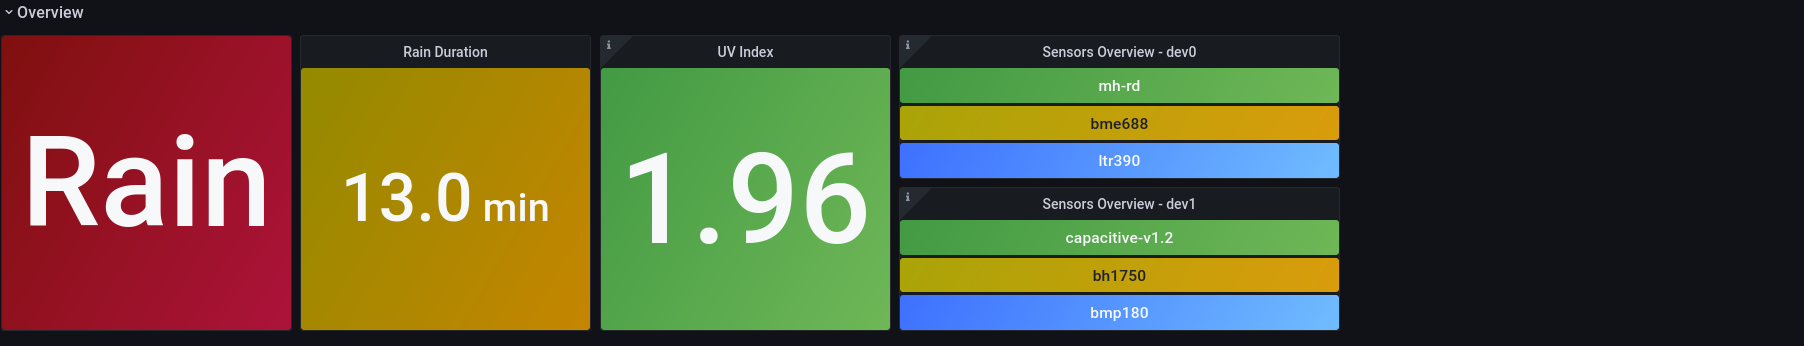 Overview
Rain
Rain Duration
13.0 min
i
UV Index
1.96
i
Sensors Overview - dev0
mh-rd
bme688
ltr390
i
Sensors Overview - dev1
capacitive-v1.2
bh1750
bmp180